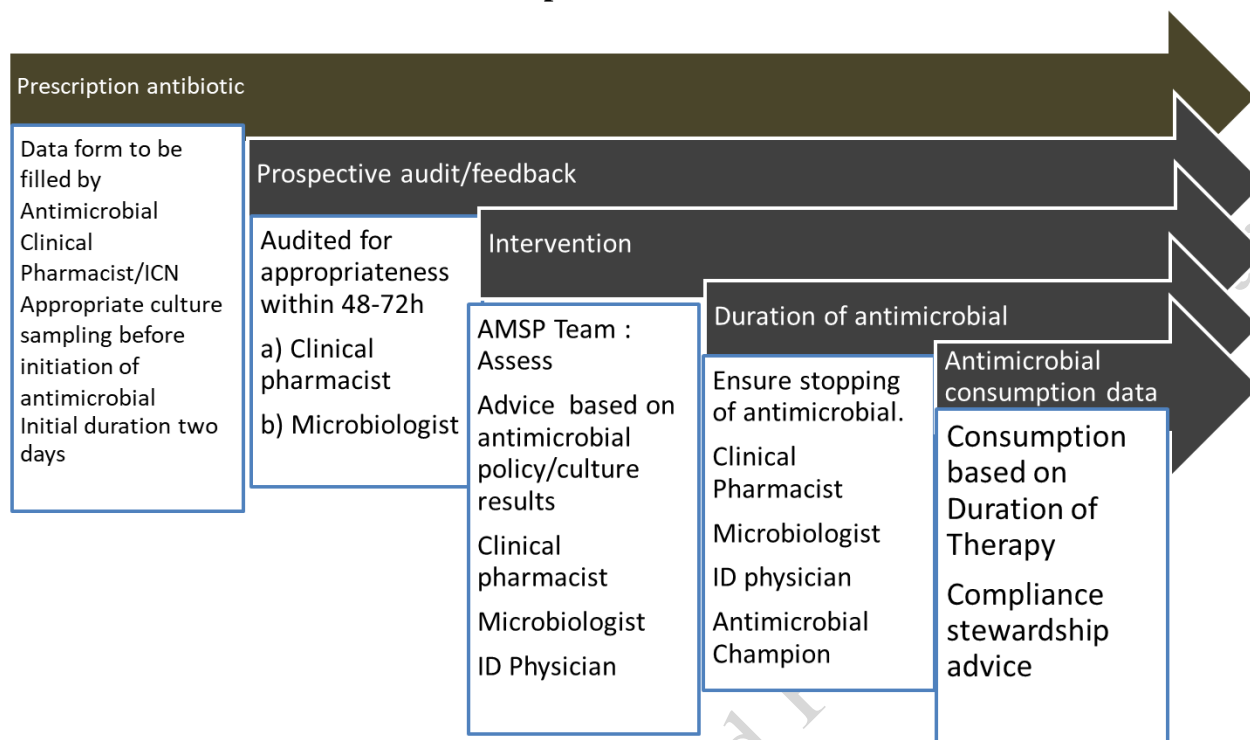 Prescription antibiotic
Data form to be
filled by
Antimicrobial
Clinical
Pharmacist/ICN
Appropriate culture
sampling before
initiation of
antimicrobial
Initial duration two
days
Prospective audit/feedback
Audited for
appropriateness
within 48-72h
a) Clinical
pharmacist
b) Microbiologist
Intervention
AMSP Team :
Assess
Advice based on
antimicrobial
policy/culture
results
Clinical
pharmacist
Microbiologist
ID Physician
Duration of antimicrobial
Ensure stopping
of antimicrobial.
Clinical
Pharmacist
Microbiologist
ID physician
Antimicrobial
Champion
Antimicrobial
consumption data
Consumption
based on
Duration of
Therapy
Compliance
stewardship
advice